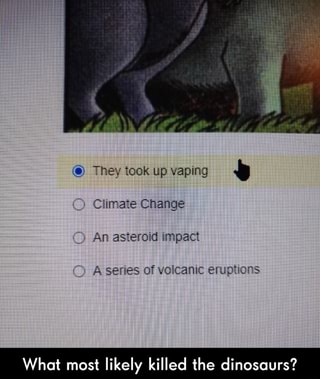 They took up vaping
Climate Change
An asteroid impact
A series of volcanic eruptions
What most likely killed the dinosaurs?